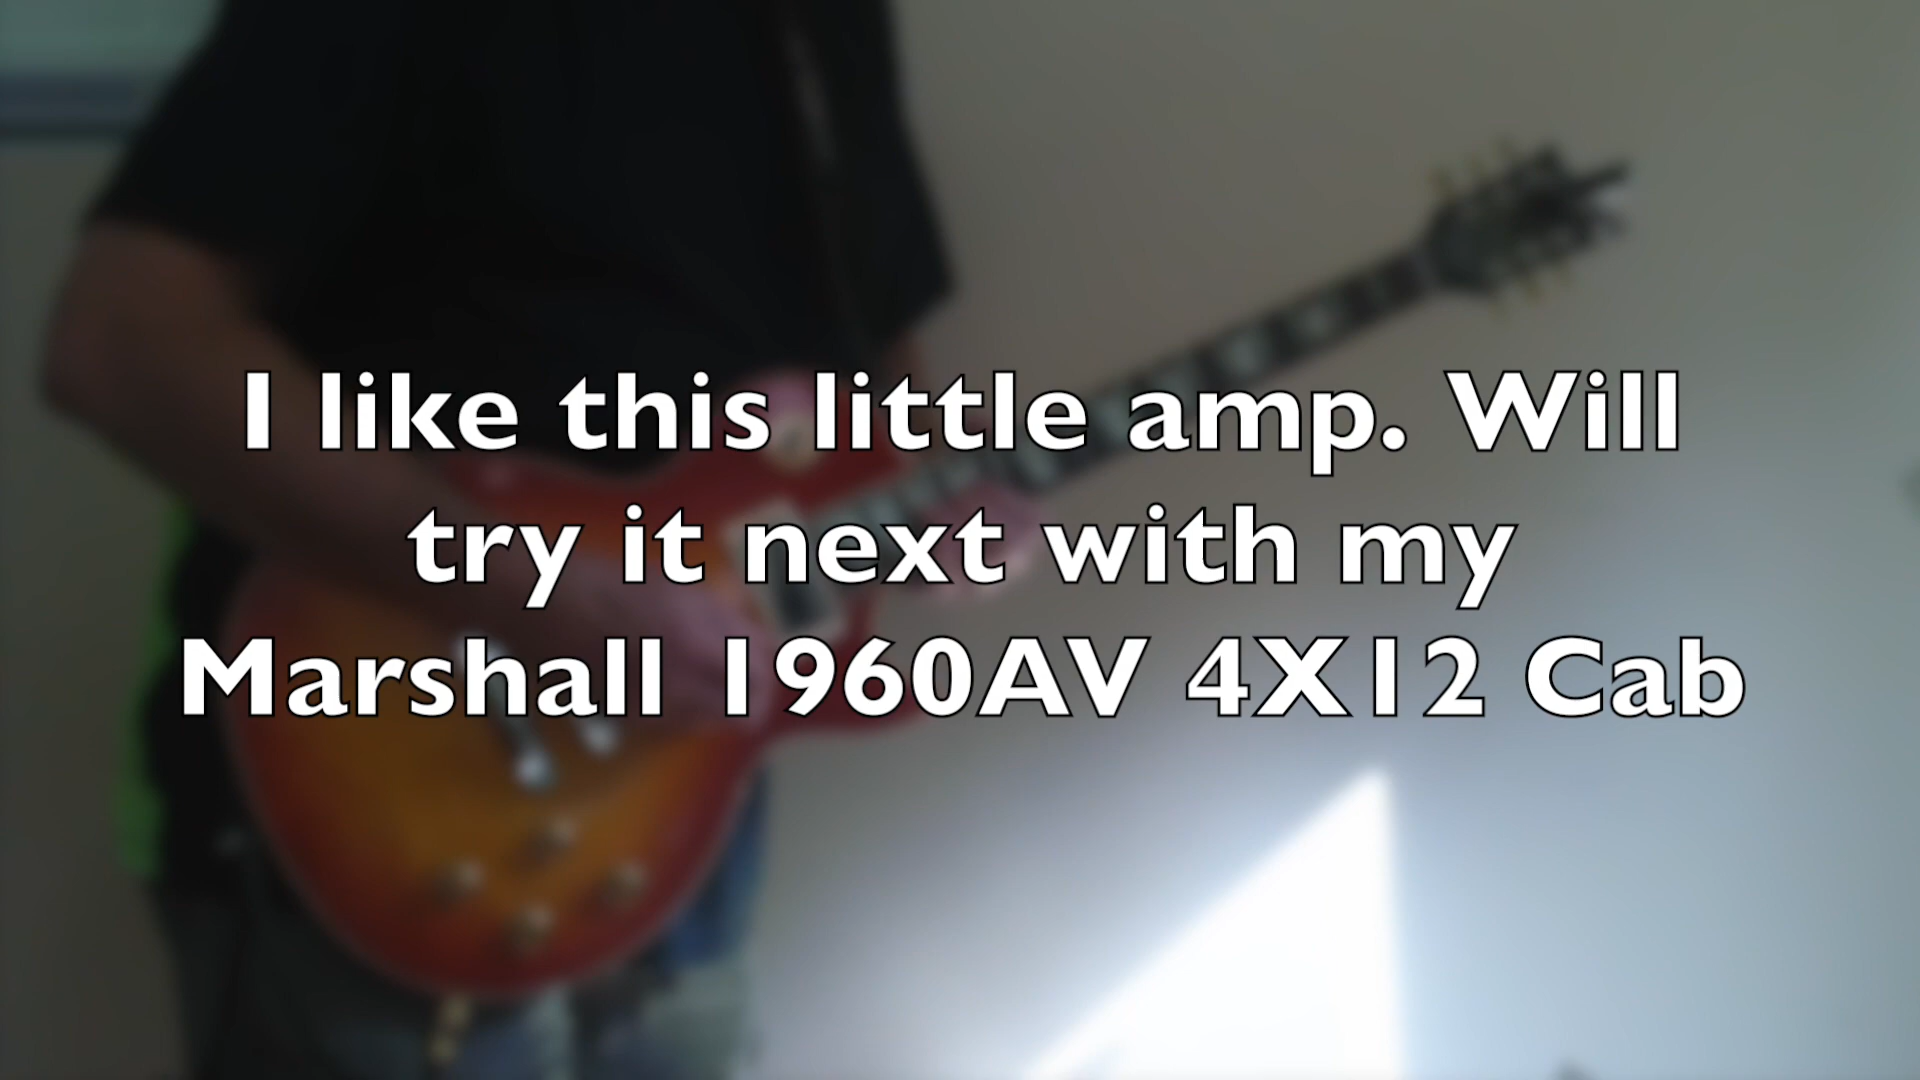 I like this little amp. Will
try it next with my
Marshall 1960AV 4X12 Cab